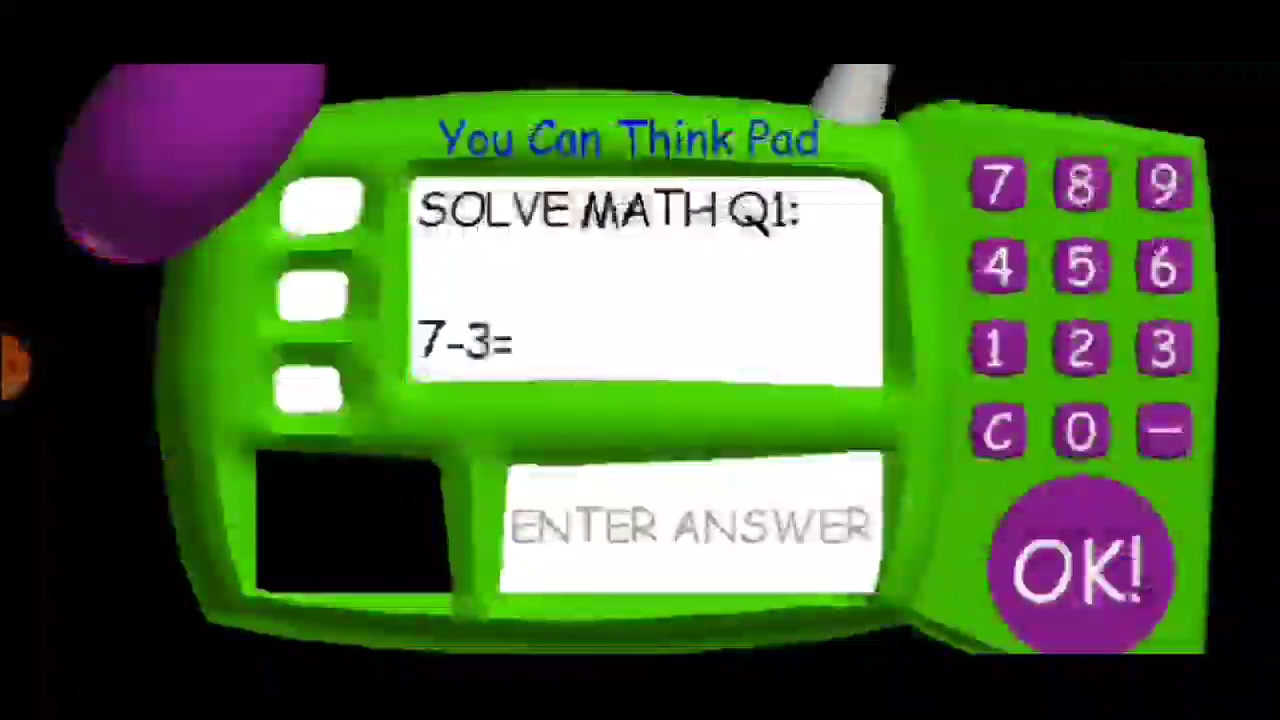 You Can Think Pad
SOLVE MATH Q1:
7-3=
ENTER ANSWER
7 8 9
4 5 6
1 2 3
C 0 -
OK!